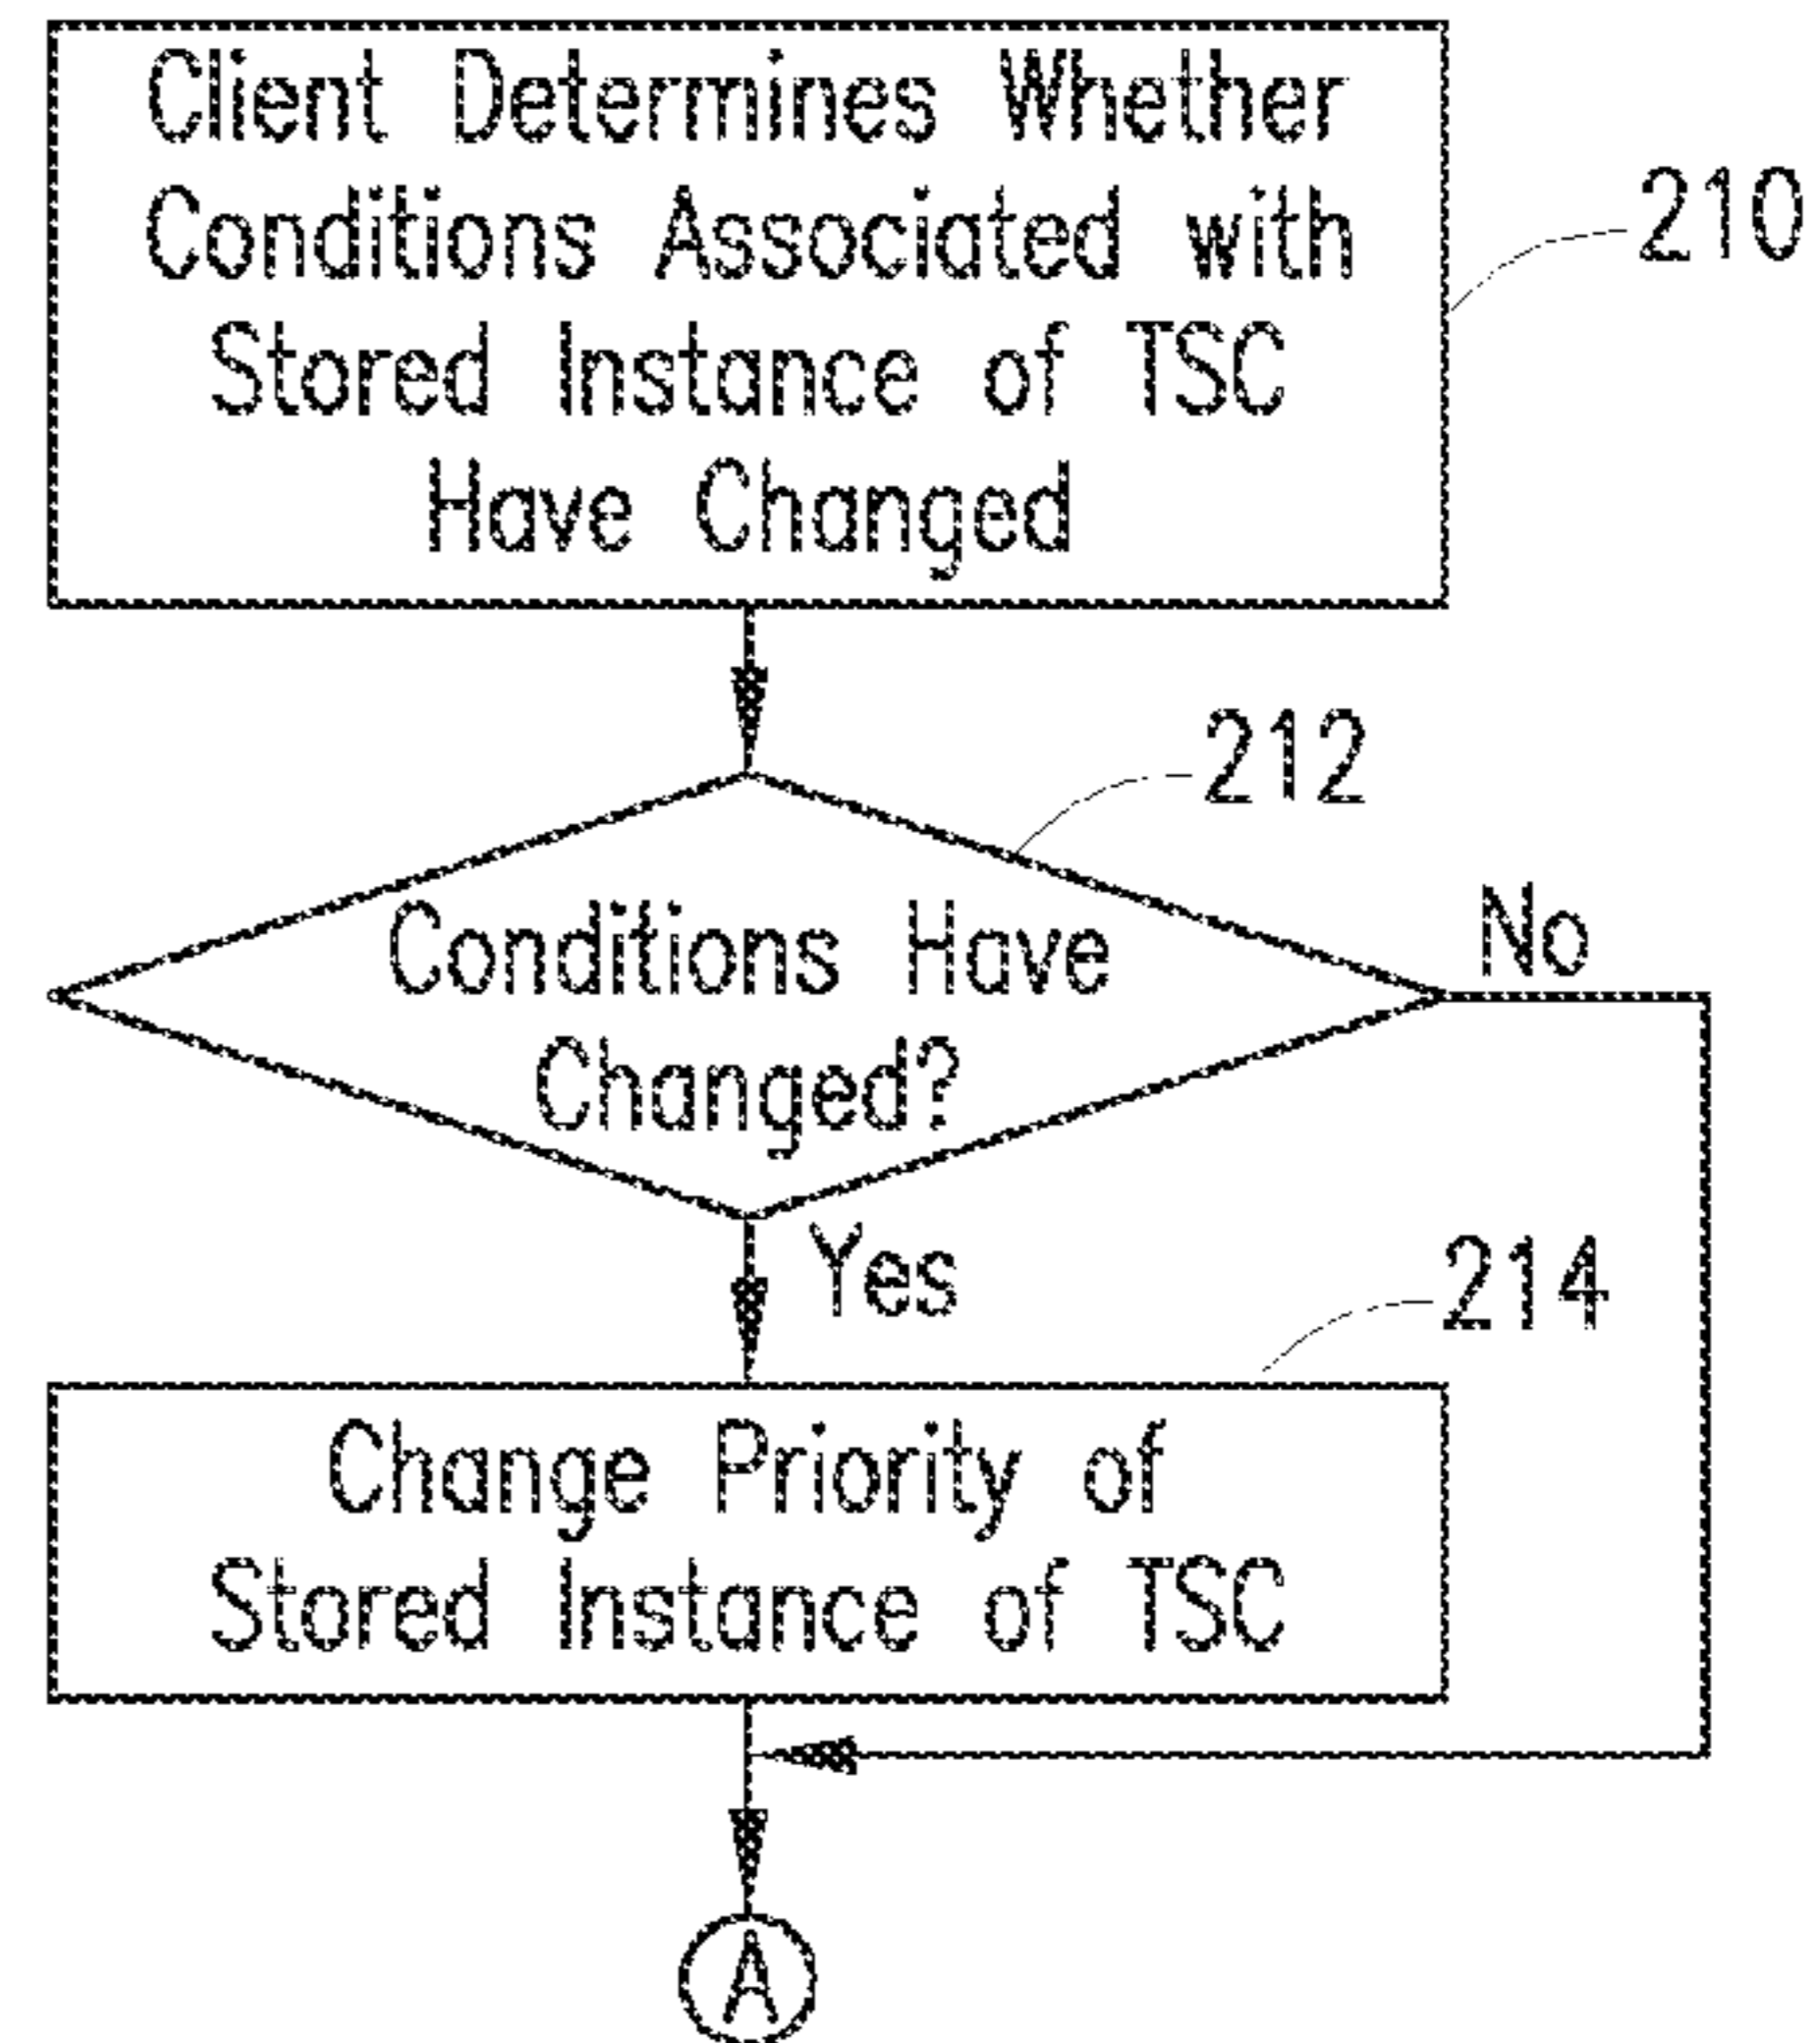 Client Determines Whether
Conditions Associated with
Stored Instance of TSC
Have Changed
210
212
Conditions Have
Changed?
No
Yes
214
Change Priority of
Stored Instance of TSC
A